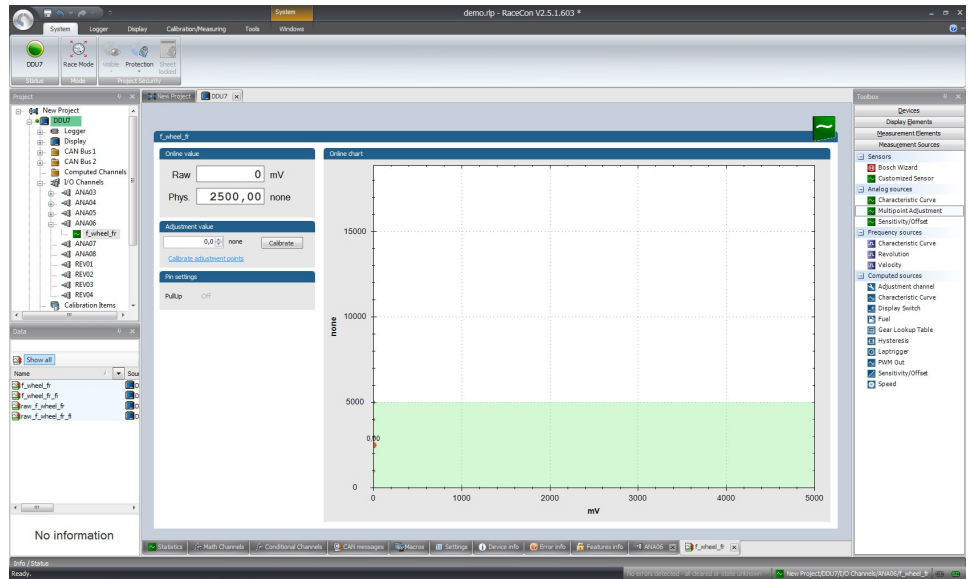 System
demo.rlp - RaceCon V2.5.1.603 *
System
Logger
Display
Calibration/Measuring
Tools
Windows
DDU7
Race Mode
visible
Protection
Sheet
locked
Status
Mode
Project Security
Project
New Project
DDU7
Logger
Display
CAN Bus 1
CAN Bus 2
Computed Channels
I/O Channels
ANA03
ANA04
ANA05
ANA06
f_wheel_fr
ANA07
ANA08
REV01
REV02
REV03
REV04
Calibration Items
Data
Show all
Name
Sour
f_wheel_fr
f_wheel_fr_fi
raw_f_wheel_fr
raw_f_wheel_fr_fi
No information
New Project
DDU7
f_wheel_fr
Online value
Raw 0 mV
Phys. 2500,00 none
Adjustment value
0,0 none Calibrate
Calibrate adjustment points
Pin settings
PullUp Off
Online chart
15000
10000
5000
0
none
0,00
0 1000 2000 3000 4000 5000
mV
Statistics
Math Channels
Conditional Channels
CAN messages
Macros
Settings
Device info
Error info
Features info
ANA06
f_wheel_fr
Toolbox
Devices
Display Elements
Measurement Elements
Measurement Sources
Sensors
Bosch Wizard
Customized Sensor
Analog sources
Characteristic Curve
Multipoint Adjustment
Sensitivity/Offset
Frequency sources
Characteristic Curve
Revolution
Velocity
Computed sources
Adjustment channel
Characteristic Curve
Display Switch
Fuel
Gear Lookup Table
Hysteresis
Laptrigger
PWM Out
Sensitivity/Offset
Speed
Info / Status
Ready.
No errors detected - all cleared or state unknown
New Project/DDU7/I/O Channels/ANA06/f_wheel_fr